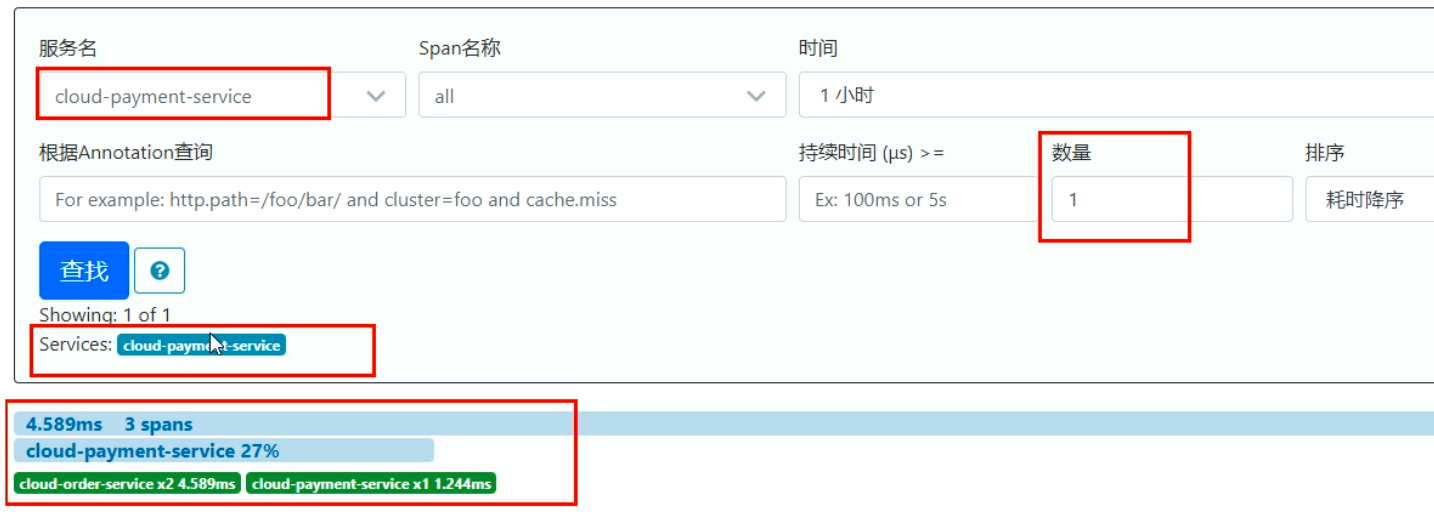 服务名 Span名称 时间
cloud-payment-service all 1 小时
根据Annotation查询 持续时间 (μs) >= 数量 排序
For example: http.path=/foo/bar/ and cluster=foo and cache.miss Ex: 100ms or 5s 1 耗时降序
查找 ?
Showing: 1 of 1
Services: cloud-payment-service
4.589ms 3 spans
cloud-payment-service 27%
cloud-order-service x2 4.589ms cloud-payment-service x1 1.244ms